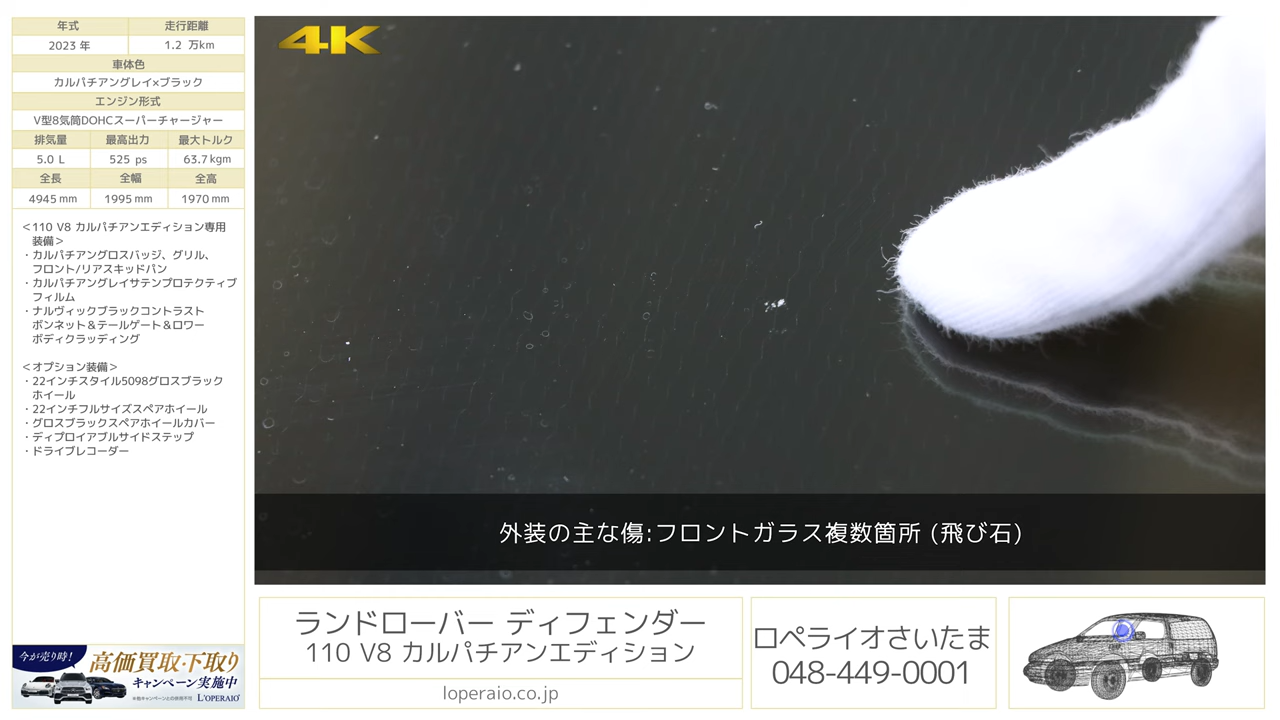 年式 走行距離
2023 年 1.2 万km
車体色
カルパチアングレイ×ブラック
エンジン形式
V型8気筒DOHCスーパーチャージャー
排気量 最高出力 最大トルク
5.0 L 525 ps 63.7 kgm
全長 全幅 全高
4945 mm 1995 mm 1970 mm
＜110 V8 カルパチアンエディション専用
装備＞
・カルパチアングロスバッジ、グリル、
フロント/リアスキッドパン
・カルパチアングレイサテンプロテクティブ
フィルム
・ナルヴィックブラックコントラスト
ボンネット＆テールゲート＆ロワー
ボディクラッディング
＜オプション装備＞
・22インチスタイル5098グロスブラック
ホイール
・22インチフルサイズスペアホイール
・グロスブラックスペアホイールカバー
・ディプロイアブルサイドステップ
・ドライブレコーダー
今が売り時！
高価買取・下取り
キャンペーン実施中
※他キャンペーンとの併用不可 L'OPERAIO
4K
外装の主な傷:フロントガラス複数箇所 (飛び石)
ランドローバー ディフェンダー
110 V8 カルパチアンエディション
loperaio.co.jp
ロペライオさいたま
048-449-0001